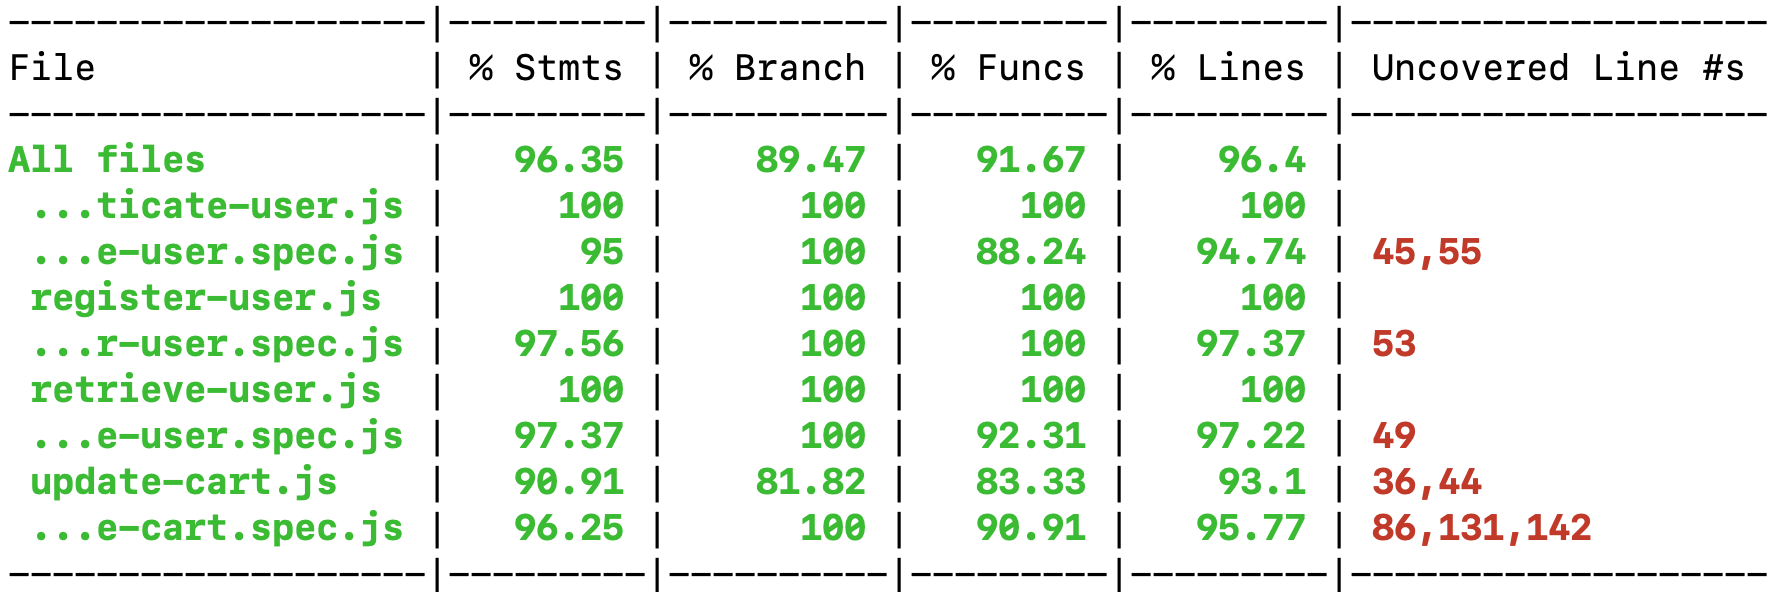 --------------------|---------|----------|---------|---------|-------------------
File                | % Stmts | % Branch | % Funcs | % Lines | Uncovered Line #s
--------------------|---------|----------|---------|---------|-------------------
All files           |   96.35 |    89.47 |   91.67 |    96.4 |
 ...ticate-user.js  |     100 |      100 |     100 |     100 |
 ...e-user.spec.js  |      95 |      100 |   88.24 |   94.74 | 45,55
 register-user.js   |     100 |      100 |     100 |     100 |
 ...r-user.spec.js  |   97.56 |      100 |     100 |   97.37 | 53
 retrieve-user.js   |     100 |      100 |     100 |     100 |
 ...e-user.spec.js  |   97.37 |      100 |   92.31 |   97.22 | 49
 update-cart.js     |   90.91 |    81.82 |   83.33 |    93.1 | 36,44
 ...e-cart.spec.js  |   96.25 |      100 |   90.91 |   95.77 | 86,131,142
--------------------|---------|----------|---------|---------|-------------------